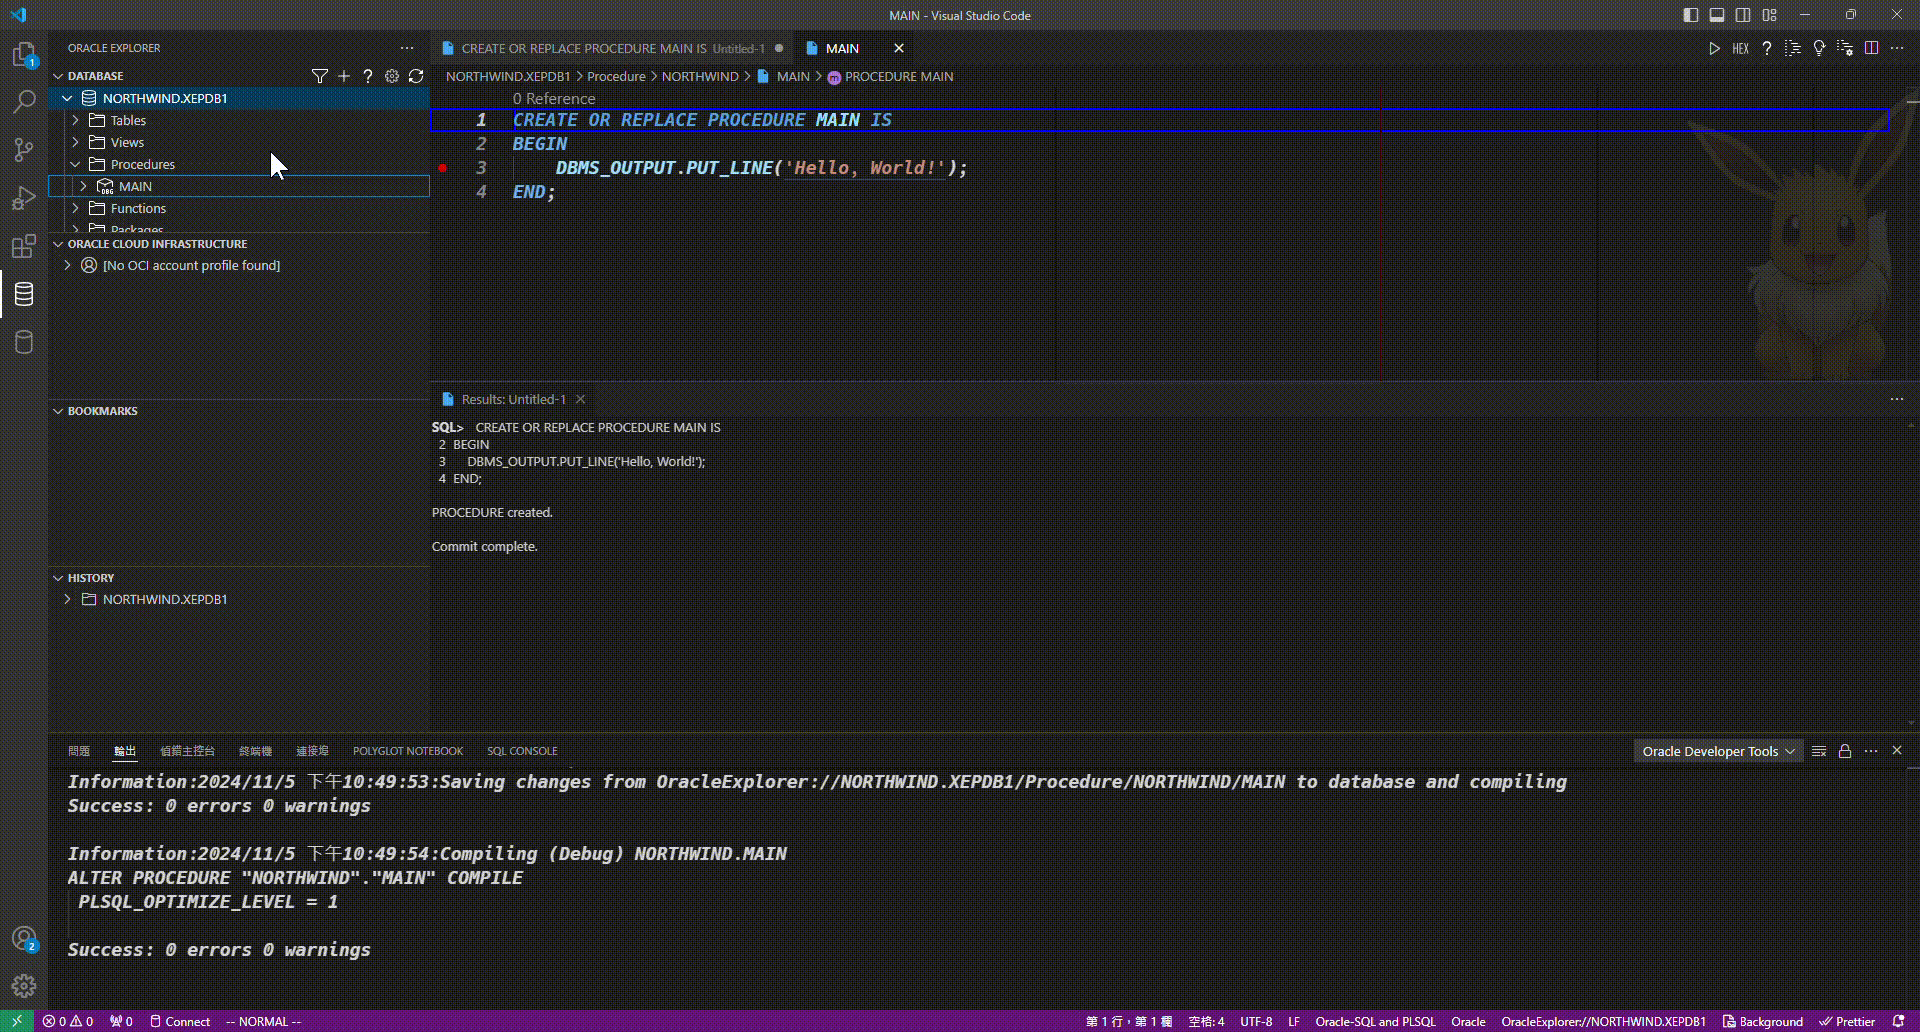 MAIN - Visual Studio Code
ORACLE EXPLORER
DATABASE
NORTHWIND.XEPDB1
Tables
Views
Procedures
MAIN
Functions
Packages
ORACLE CLOUD INFRASTRUCTURE
[No OCI account profile found]
BOOKMARKS
HISTORY
NORTHWIND.XEPDB1
1
2
CREATE OR REPLACE PROCEDURE MAIN IS Untitled-1
MAIN
HEX
NORTHWIND.XEPDB1 > Procedure > NORTHWIND > MAIN > PROCEDURE MAIN
0 Reference
1 CREATE OR REPLACE PROCEDURE MAIN IS
2 BEGIN
3 DBMS_OUTPUT.PUT_LINE('Hello, World!');
4 END;
Results: Untitled-1
SQL> CREATE OR REPLACE PROCEDURE MAIN IS
2 BEGIN
3 DBMS_OUTPUT.PUT_LINE('Hello, World!');
4 END;
PROCEDURE created.
Commit complete.
問題 輸出 偵錯主控台 終端機 連接埠 POLYGLOT NOTEBOOK SQL CONSOLE
Oracle Developer Tools
Information:2024/11/5 下午10:49:53:Saving changes from OracleExplorer://NORTHWIND.XEPDB1/Procedure/NORTHWIND/MAIN to database and compiling
Success: 0 errors 0 warnings
Information:2024/11/5 下午10:49:54:Compiling (Debug) NORTHWIND.MAIN
ALTER PROCEDURE "NORTHWIND"."MAIN" COMPILE
PLSQL_OPTIMIZE_LEVEL = 1
Success: 0 errors 0 warnings
0 0 0 Connect -- NORMAL -- 第 1 行，第 1 欄 空格: 4 UTF-8 LF Oracle-SQL and PLSQL Oracle OracleExplorer://NORTHWIND.XEPDB1 Background Prettier